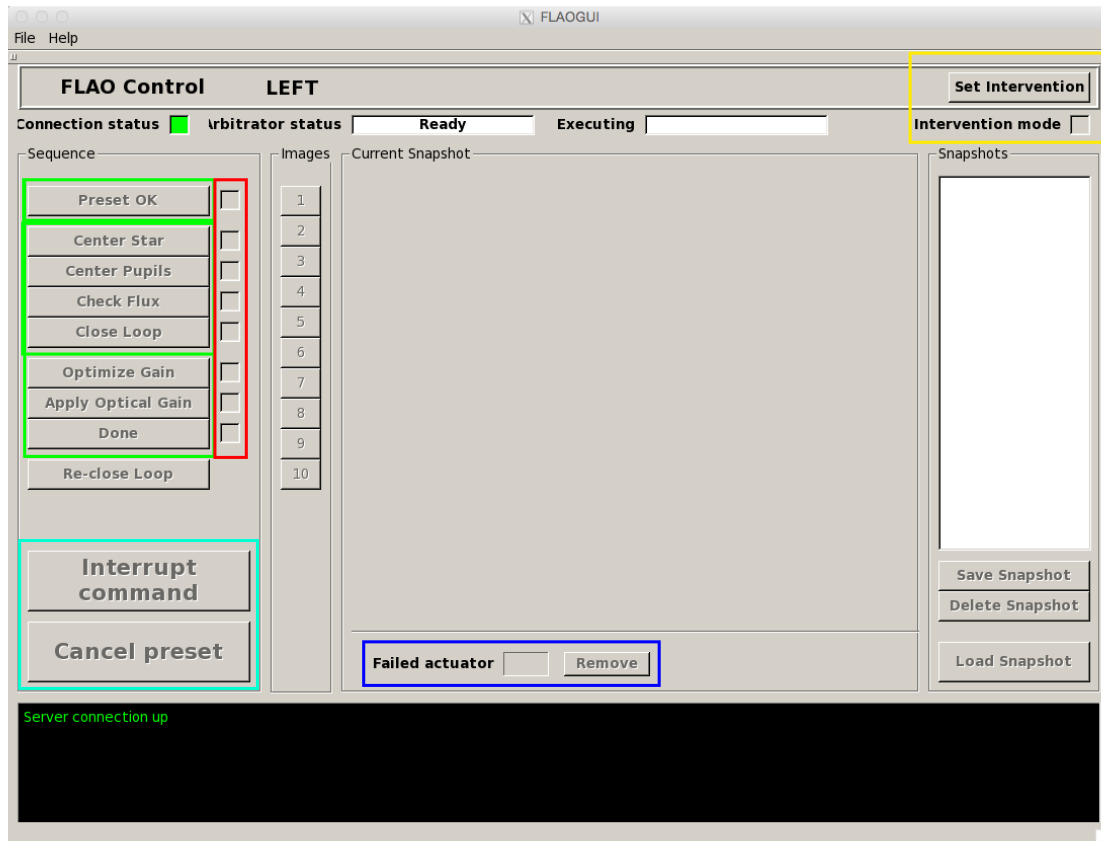 FLAOGUI
File Help
FLAO Control LEFT Set Intervention
Connection status Arbitrator status Ready Executing Intervention mode
Sequence Images Current Snapshot Snapshots
Preset OK
Center Star
Center Pupils
Check Flux
Close Loop
Optimize Gain
Apply Optical Gain
Done
Re-close Loop
Interrupt
command
Cancel preset
1
2
3
4
5
6
7
8
9
10
Failed actuator Remove
Save Snapshot
Delete Snapshot
Load Snapshot
Server connection up